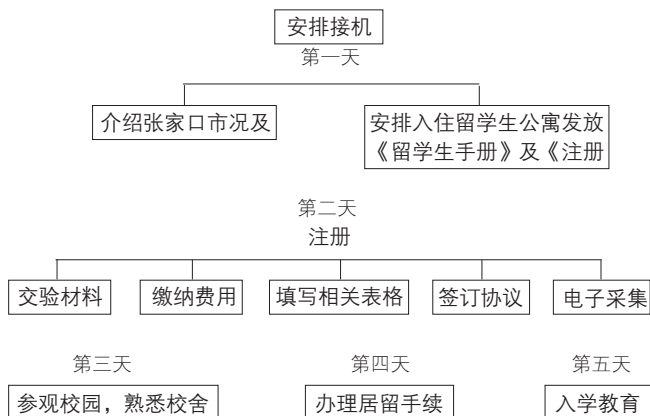 安排接机
第一天
介绍张家口市况及
安排入住留学生公寓发放
《留学生手册》及《注册
第二天
注册
交验材料
缴纳费用
填写相关表格
签订协议
电子采集
第三天
第四天
第五天
参观校园，熟悉校舍
办理居留手续
入学教育